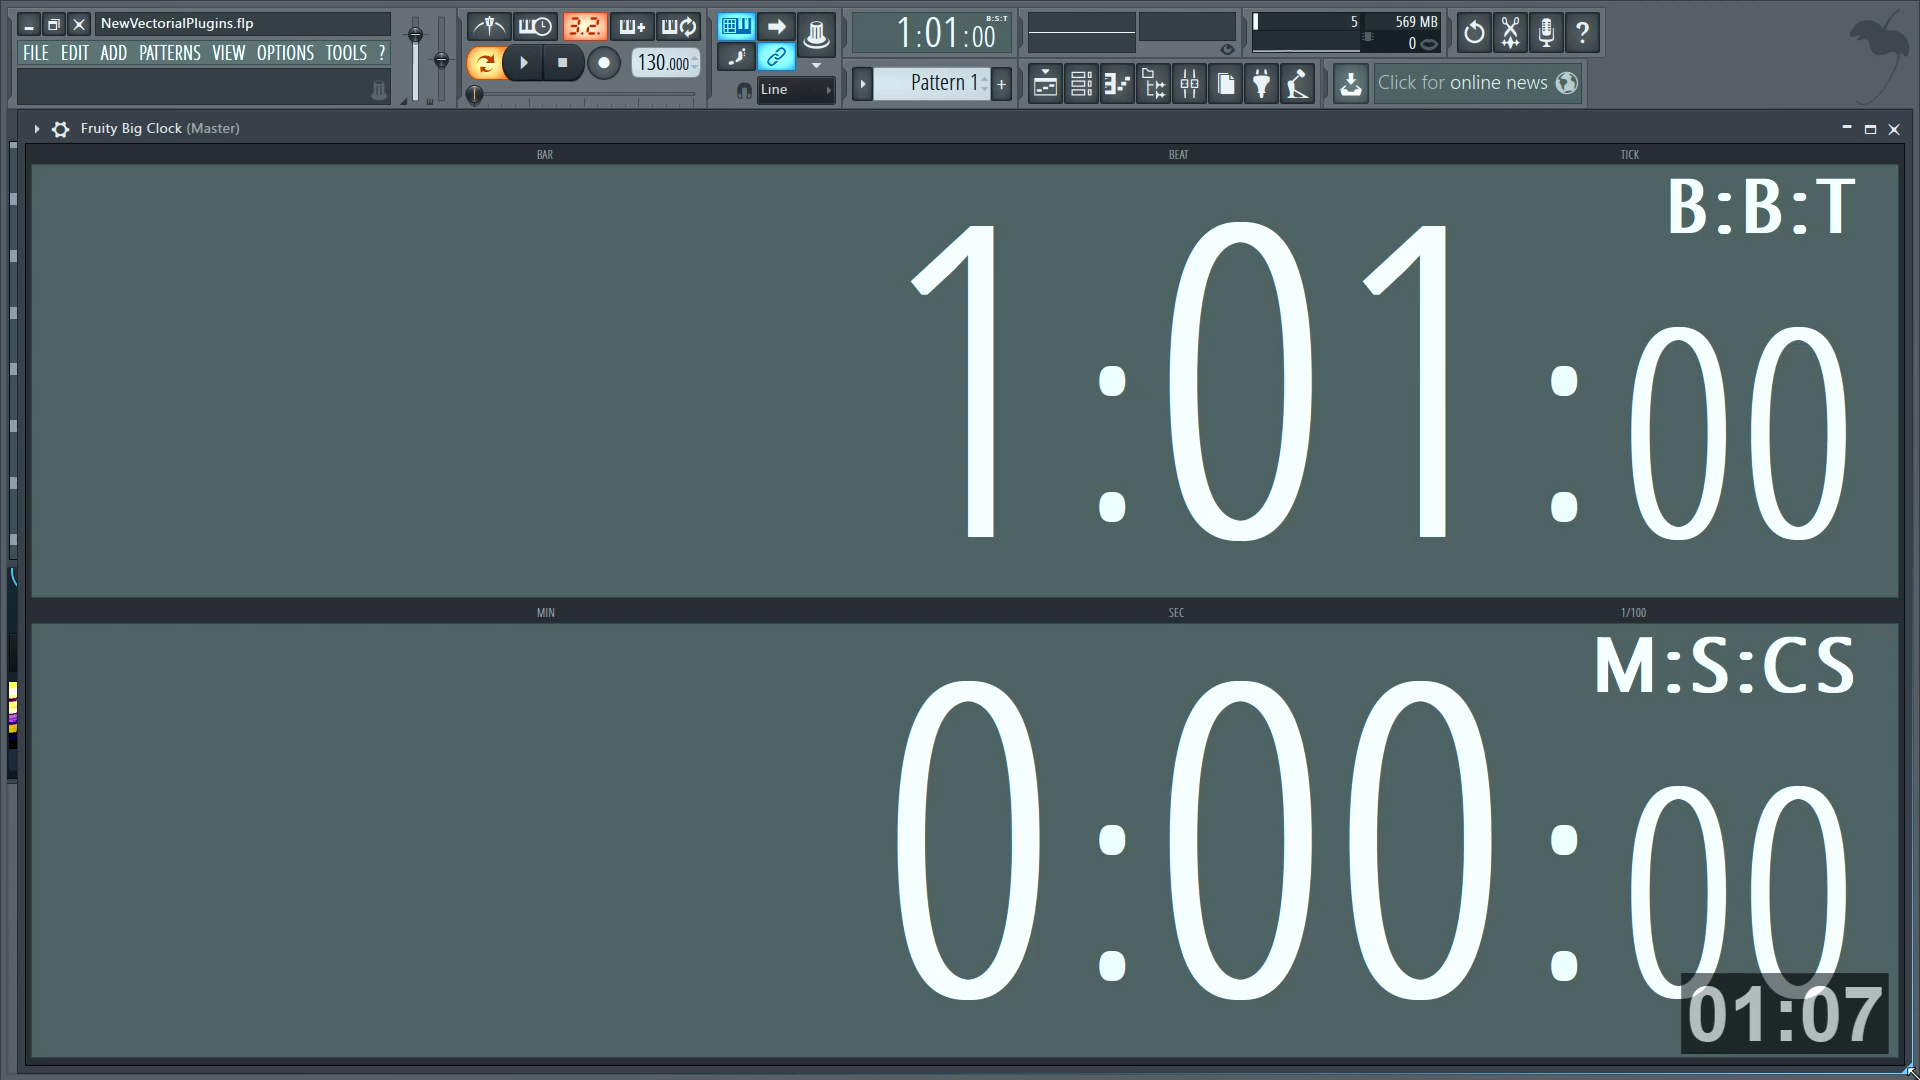 NewVectorialPlugins.flp
FILE EDIT ADD PATTERNS VIEW OPTIONS TOOLS ?
3.2.
130.000
Line
1:01:00
B:S:T
Pattern 1
+
5
569 MB
0
?
Click for online news
Fruity Big Clock (Master)
BAR BEAT TICK
B:B:T
1:01:00
MIN SEC 1/100
M:S:CS
0:00:00
01:07